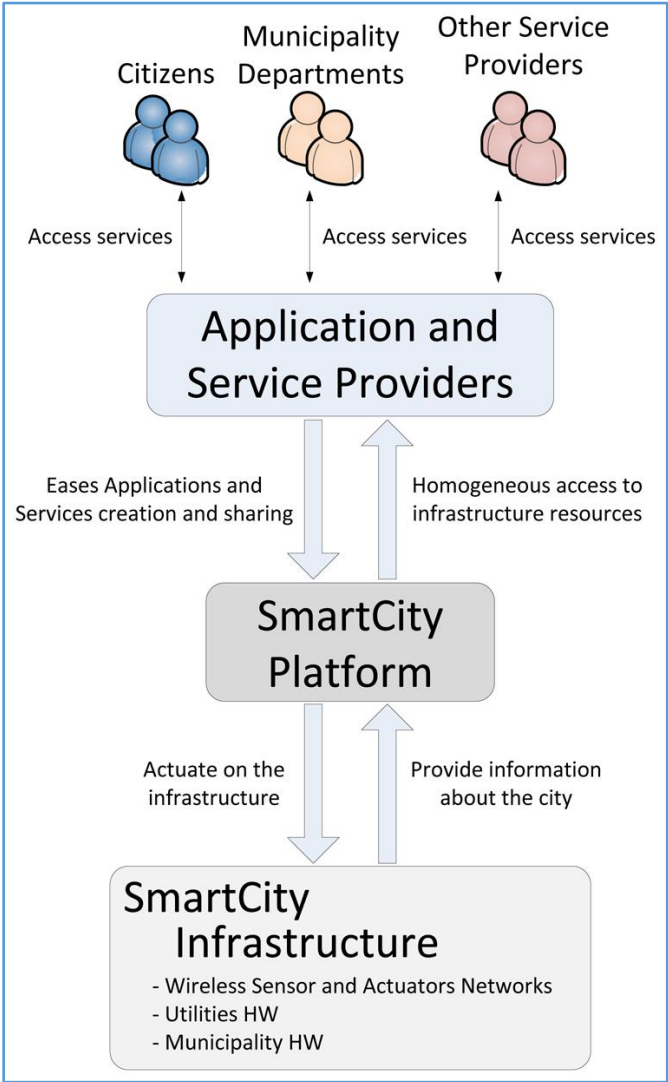 Citizens
Municipality
Departments
Other Service
Providers
Access services
Access services
Access services
Application and
Service Providers
Eases Applications and
Services creation and sharing
Homogeneous access to
infrastructure resources
SmartCity
Platform
Actuate on the
infrastructure
Provide information
about the city
SmartCity
Infrastructure
- Wireless Sensor and Actuators Networks
- Utilities HW
- Municipality HW